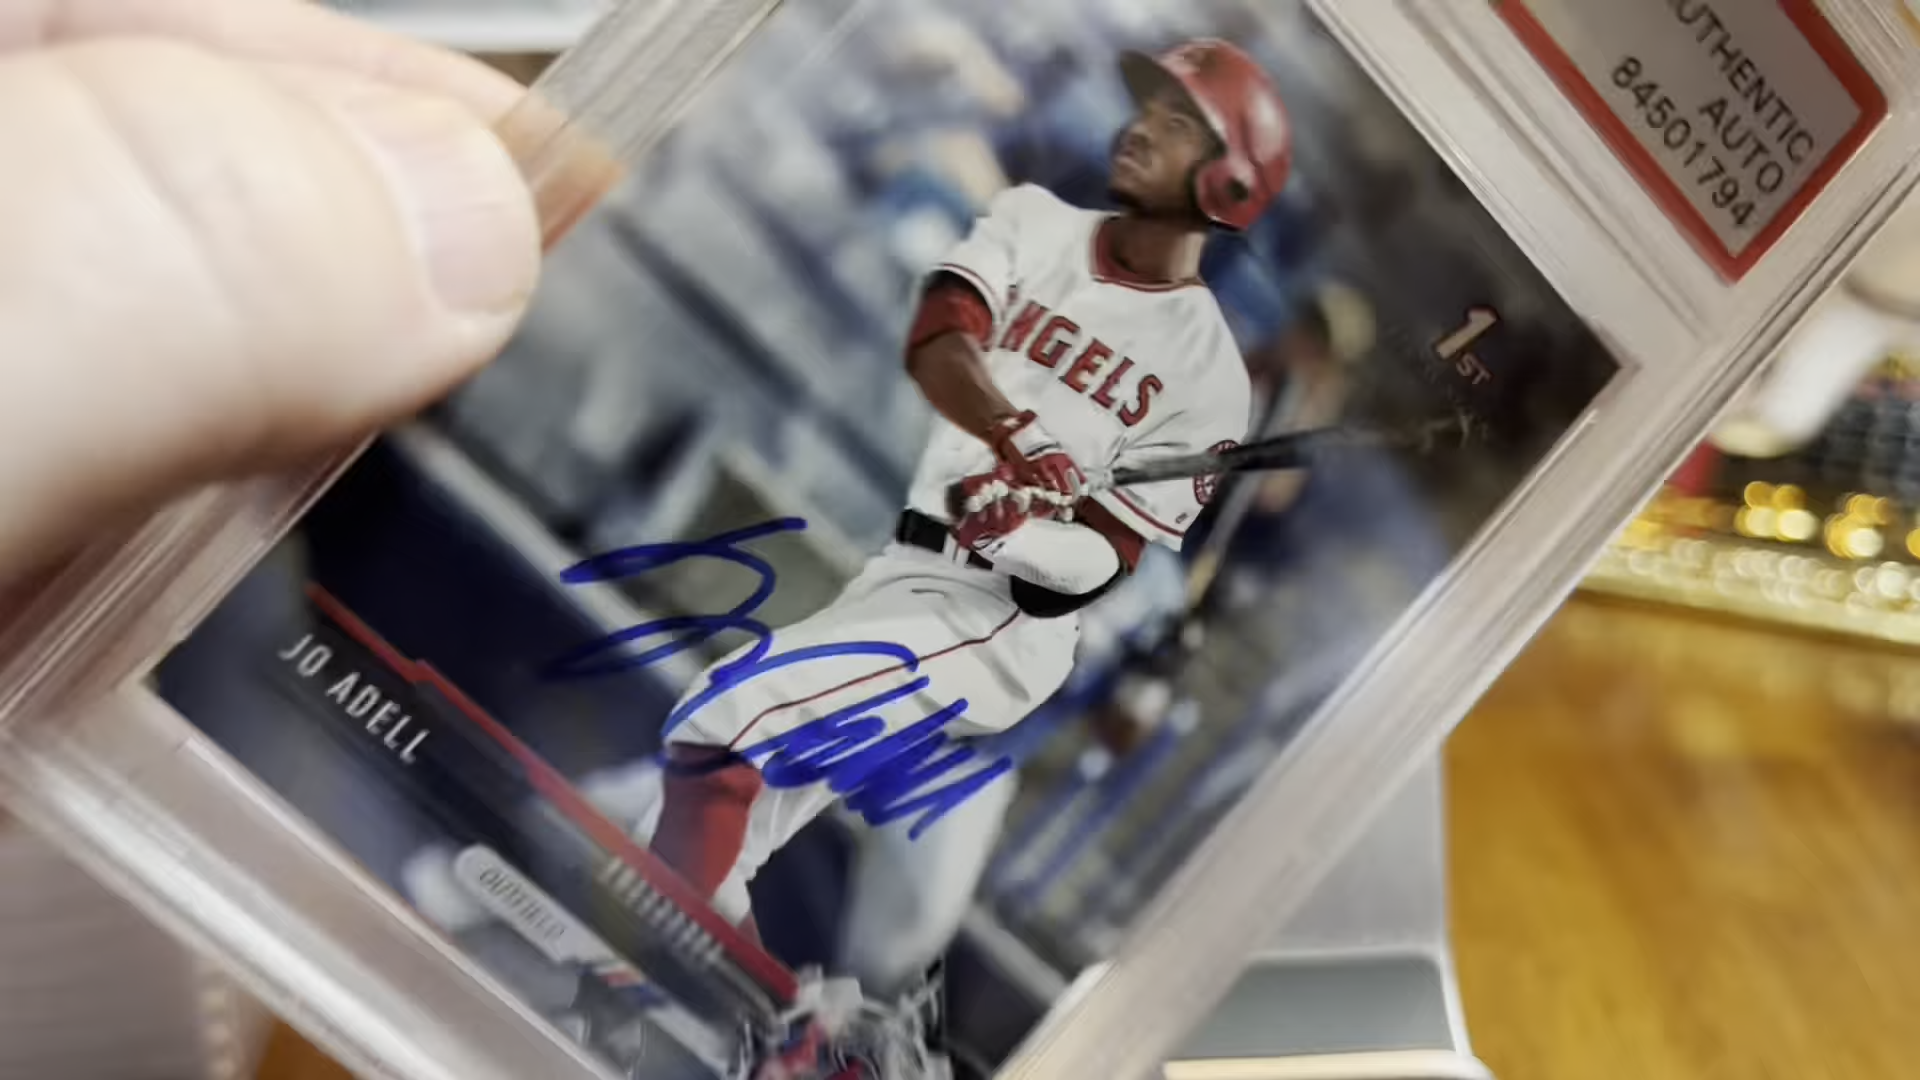 AUTHENTIC
AUTO
84501794
1ST
ANGELS
JO ADELL
OUTFIELD